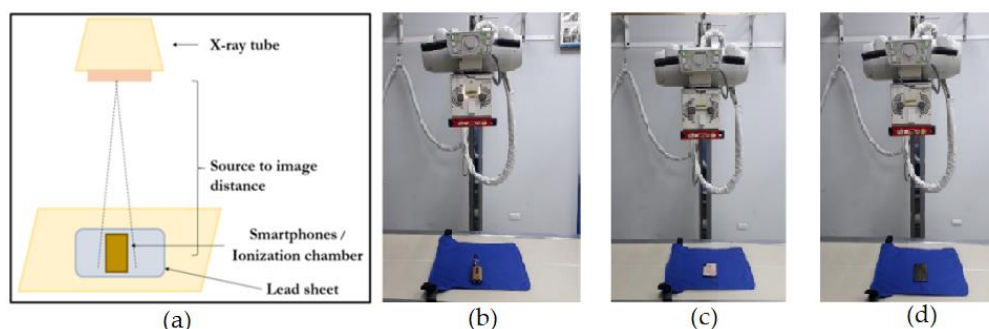 X-ray tube
Source to image
distance
Smartphones /
Ionization chamber
Lead sheet
(a)
(b)
(c)
(d)